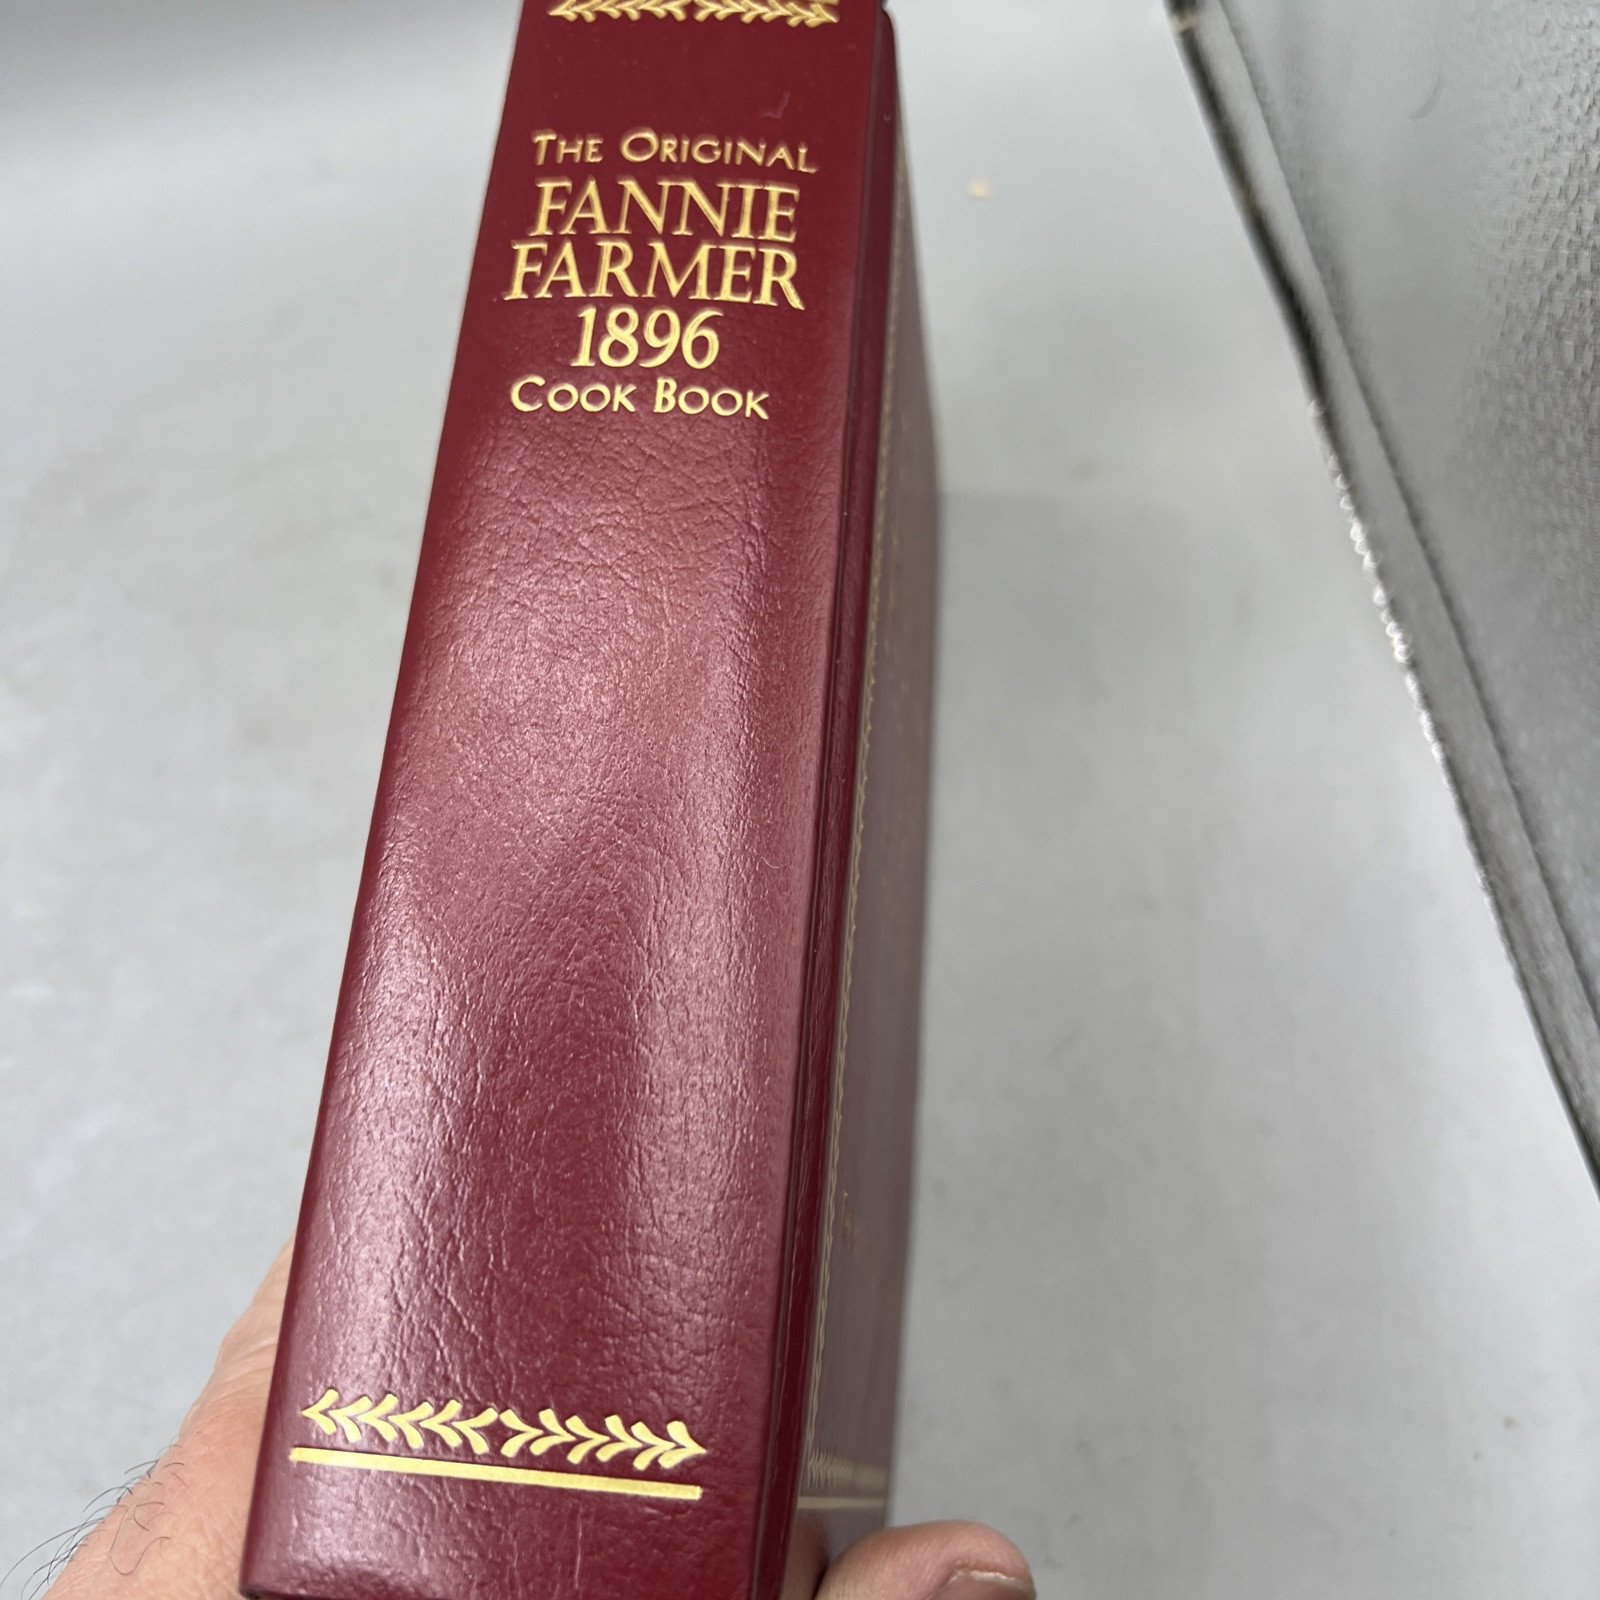 The Original
FANNIE
FARMER
1896
Cook Book